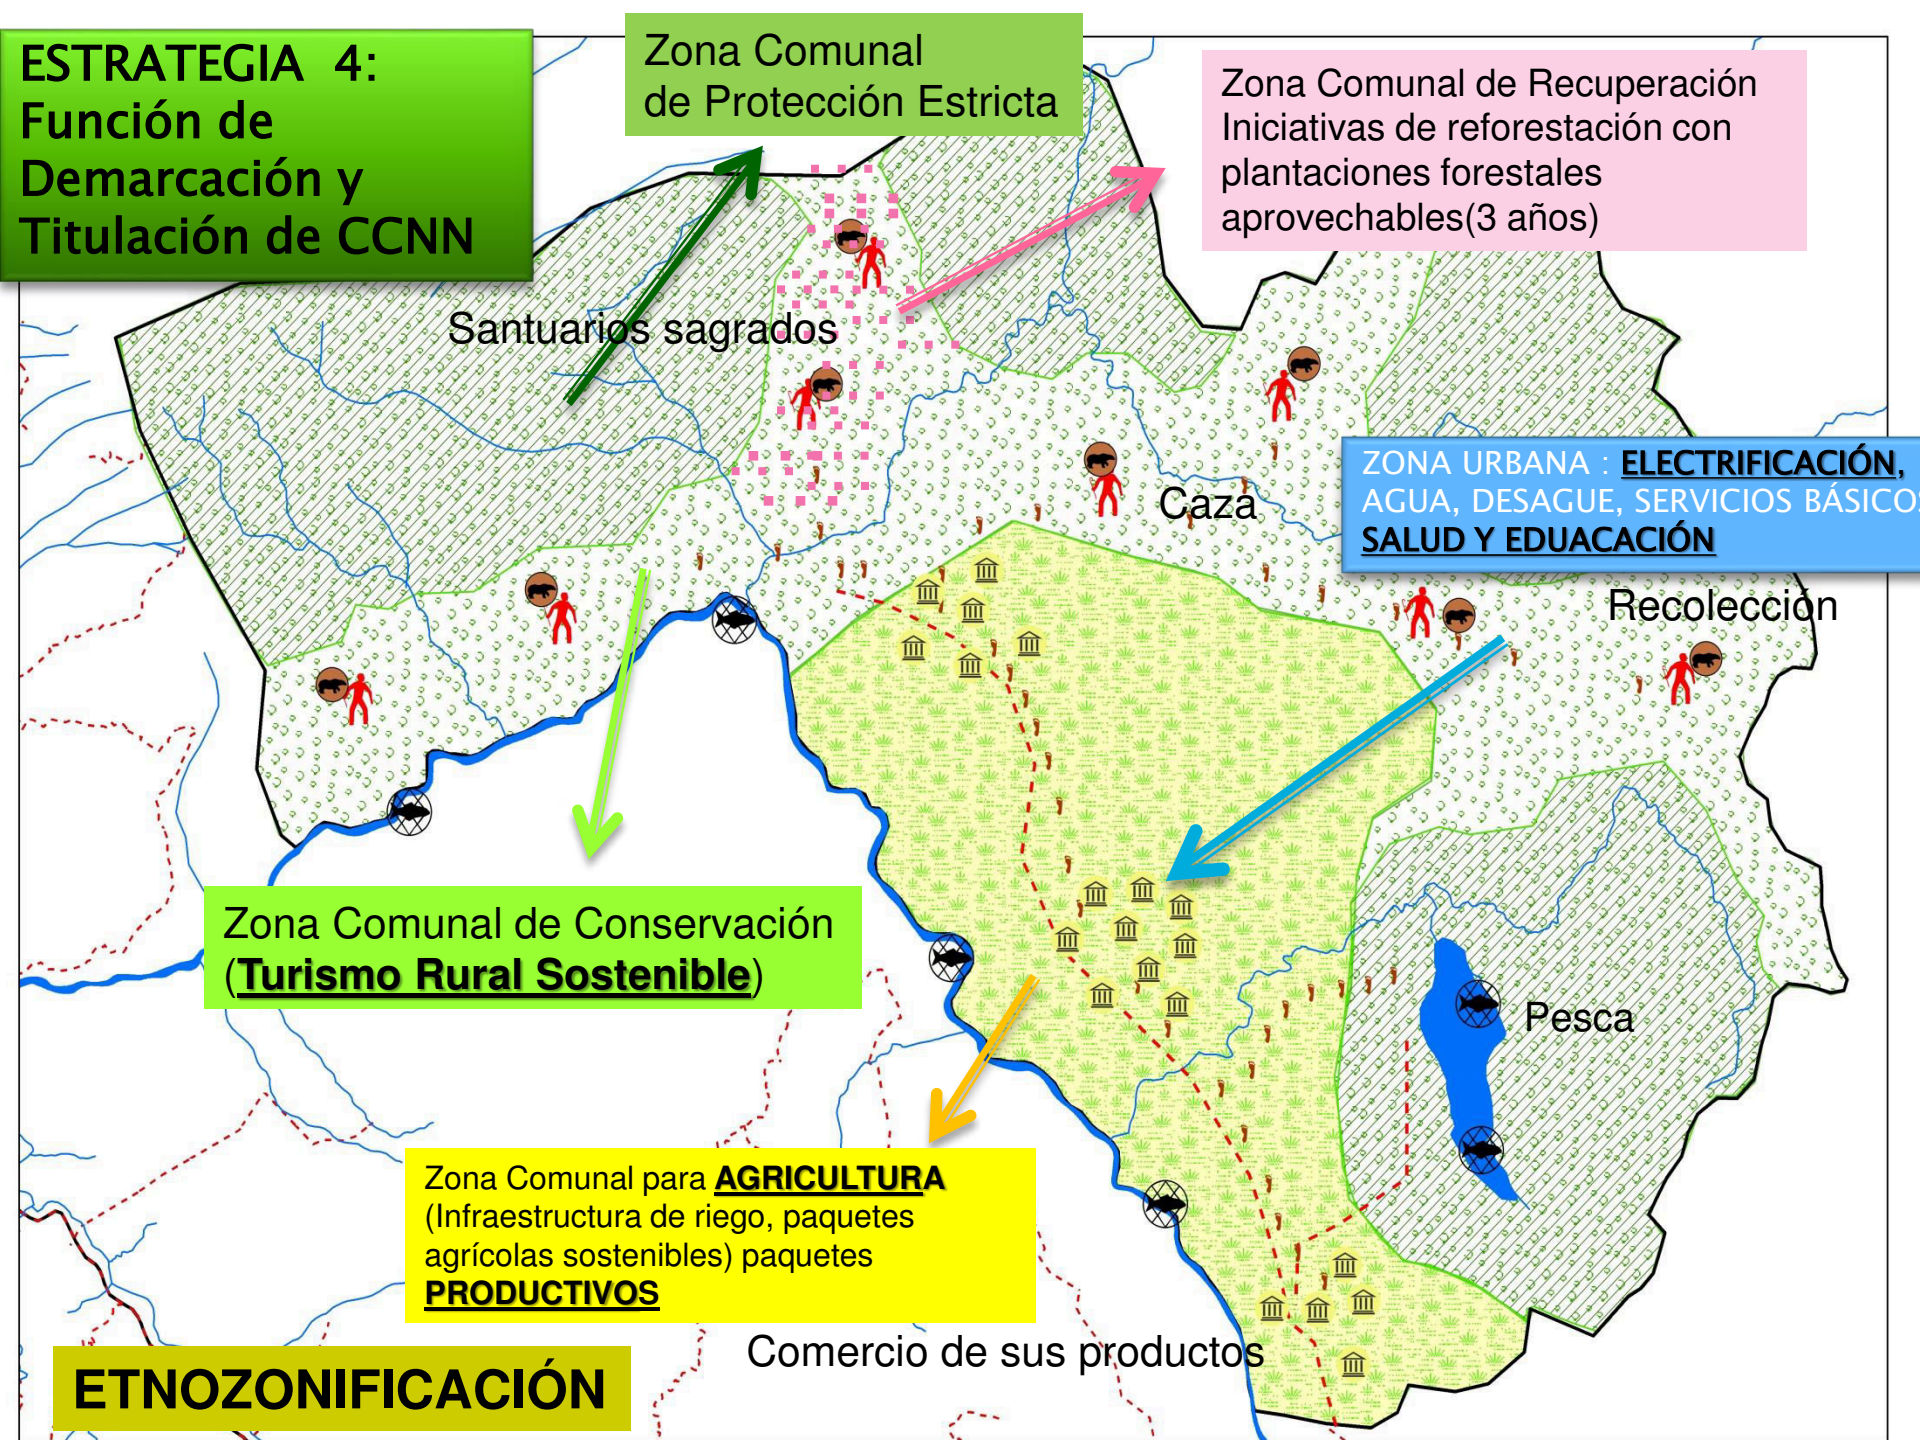 ESTRATEGIA 4:
Función de
Demarcación y
Titulación de CCNN
Zona Comunal
de Protección Estricta
Zona Comunal de Recuperación
Iniciativas de reforestación con
plantaciones forestales
aprovechables(3 años)
Santuarios sagrados
ZONA URBANA : ELECTRIFICACIÓN,
AGUA, DESAGUE, SERVICIOS BÁSICOS
SALUD Y EDUACACIÓN
Caza
Recolección
Zona Comunal de Conservación
(Turismo Rural Sostenible)
Pesca
Zona Comunal para AGRICULTURA
(Infraestructura de riego, paquetes
agrícolas sostenibles) paquetes
PRODUCTIVOS
Comercio de sus productos
ETNOZONIFICACIÓN